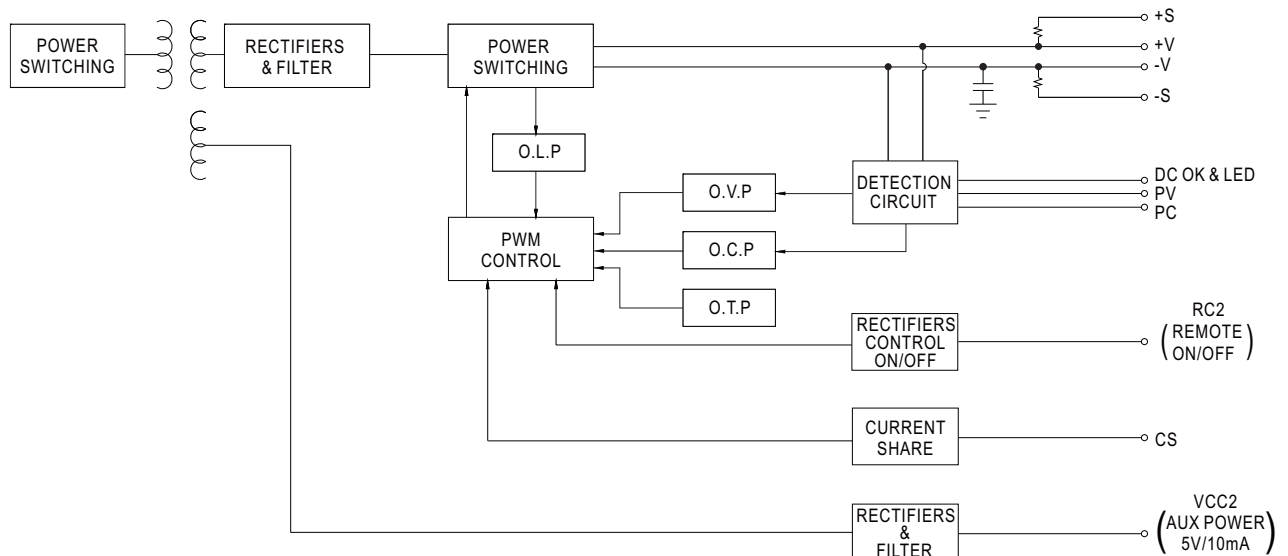 POWER
SWITCHING
RECTIFIERS
& FILTER
POWER
SWITCHING
+S
+V
-V
-S
O.L.P
O.V.P
DETECTION
CIRCUIT
DC OK & LED
PV
PC
PWM
CONTROL
O.C.P
O.T.P
RECTIFIERS
CONTROL
ON/OFF
RC2
(REMOTE
ON/OFF)
CURRENT
SHARE
CS
RECTIFIERS
&
FILTER
VCC2
(AUX POWER
5V/10mA)